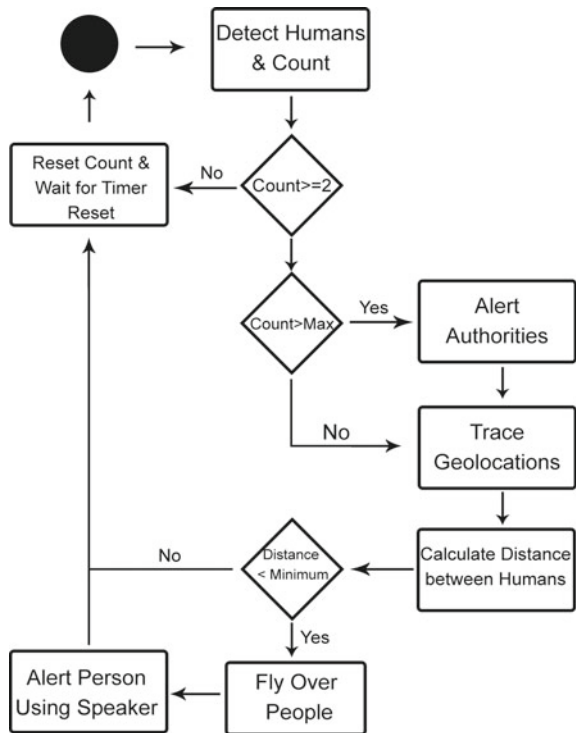 Detect Humans
& Count
Reset Count &
Wait for Timer
Reset
No
Count>=2
Count>Max
Yes
Alert
Authorities
No
Trace
Geolocations
Calculate Distance
between Humans
Distance
< Minimum
No
Yes
Fly Over
People
Alert Person
Using Speaker